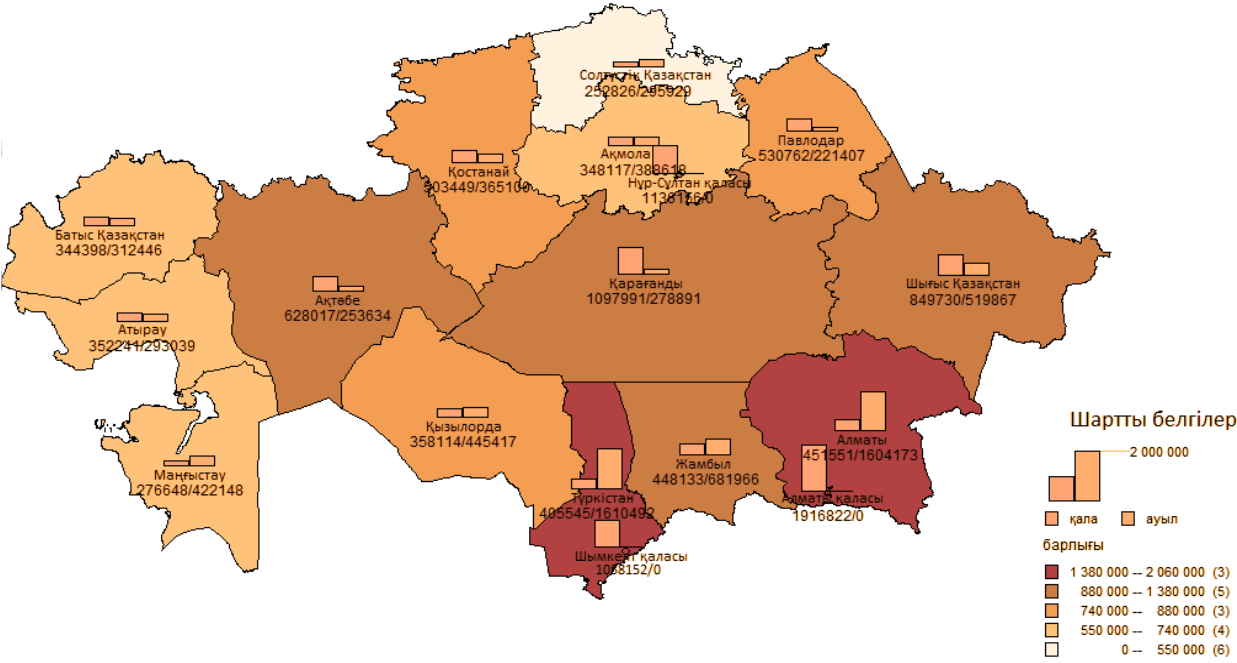 Солтүстік Қазақстан
252826/295929
Павлодар
530762/221407
Ақмола
348117/388618
Қостанай
503449/365100
Нұр-Сұлтан қаласы
1136156/0
Батыс Қазақстан
344398/312446
Ақтөбе
628017/253634
Қарағанды
1097991/278891
Шығыс Қазақстан
849730/519867
Атырау
352241/293039
Қызылорда
358114/445417
Маңғыстау
276648/422148
Жамбыл
448133/681966
Алматы
451551/1604173
Түркістан
405545/1610492
Алматы қаласы
1916822/0
Шымкент қаласы
1038152/0
Шартты белгілер
2 000 000
қала ауыл
барлығы
1 380 000 -- 2 060 000 (3)
880 000 -- 1 380 000 (5)
740 000 -- 880 000 (3)
550 000 -- 740 000 (4)
0 -- 550 000 (6)